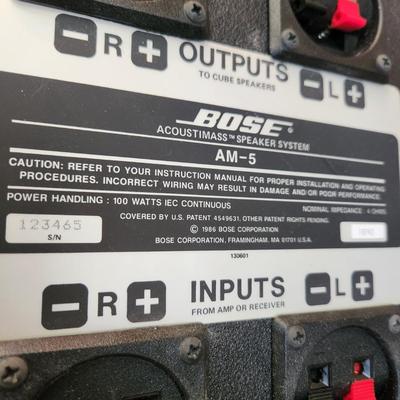 - R + OUTPUTS - L +
TO CUBE SPEAKERS
BOSE®
ACOUSTIMASS™ SPEAKER SYSTEM
AM-5
CAUTION: REFER TO YOUR INSTRUCTION MANUAL FOR PROPER INSTALLATION AND OPERATING
PROCEDURES. INCORRECT WIRING MAY RESULT IN DAMAGE AND/OR POOR PERFORMANCE.
POWER HANDLING : 100 WATTS IEC CONTINUOUS NOMINAL IMPEDANCE : 4 OHMS
COVERED BY U.S. PATENT 4549631, OTHER PATENT RIGHTS PENDING.
123465
S/N
© 1986 BOSE CORPORATION
BOSE CORPORATION, FRAMINGHAM, MA 01701 U.S.A.
130601
- R + INPUTS - L +
FROM AMP OR RECEIVER